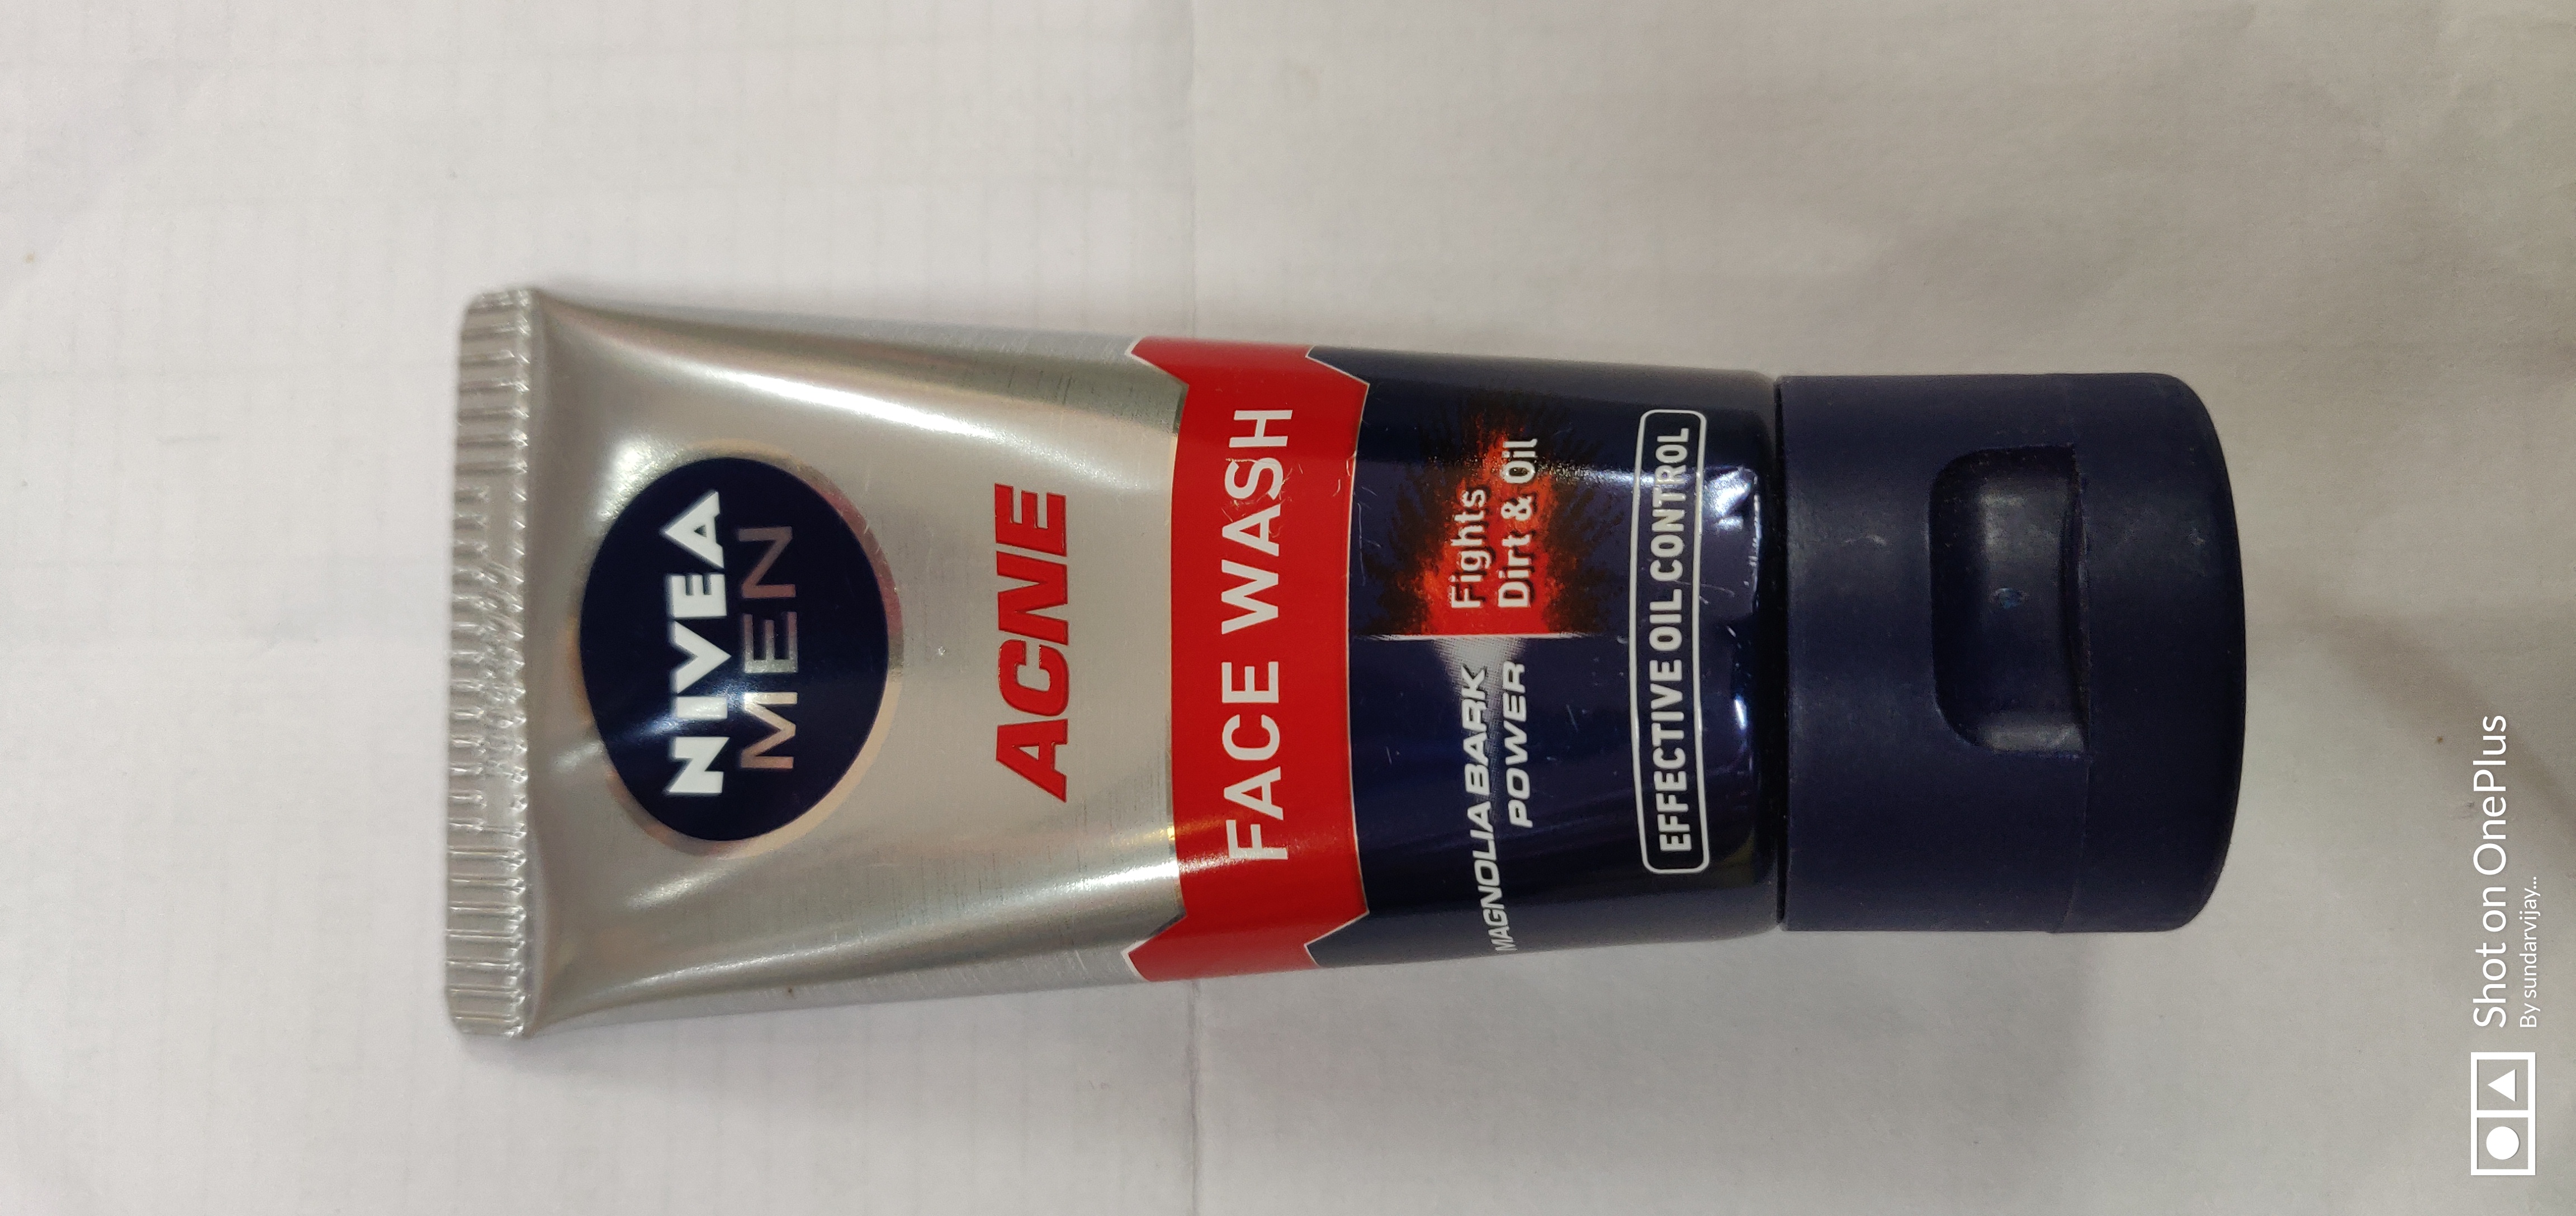 NIVEA
MEN
ACNE
FACE WASH
MAGNOLIA BARK
POWER
Fights
Dirt & Oil
EFFECTIVE OIL CONTROL
Shot on OnePlus
By sundarvijay...